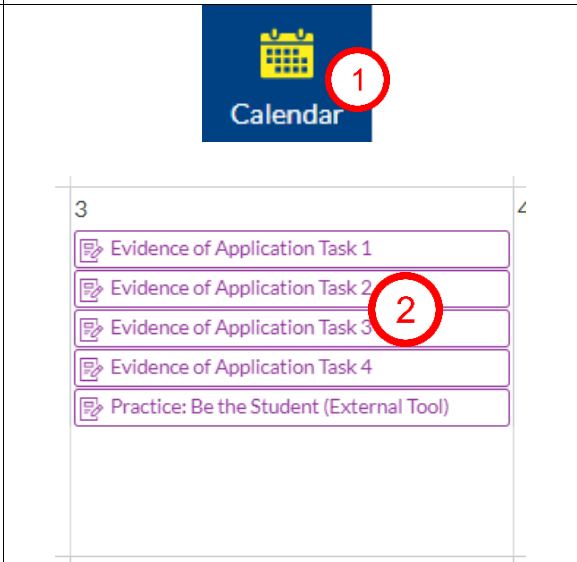 1
Calendar
3
4
Evidence of Application Task 1
Evidence of Application Task 2
2
Evidence of Application Task 3
Evidence of Application Task 4
Practice: Be the Student (External Tool)